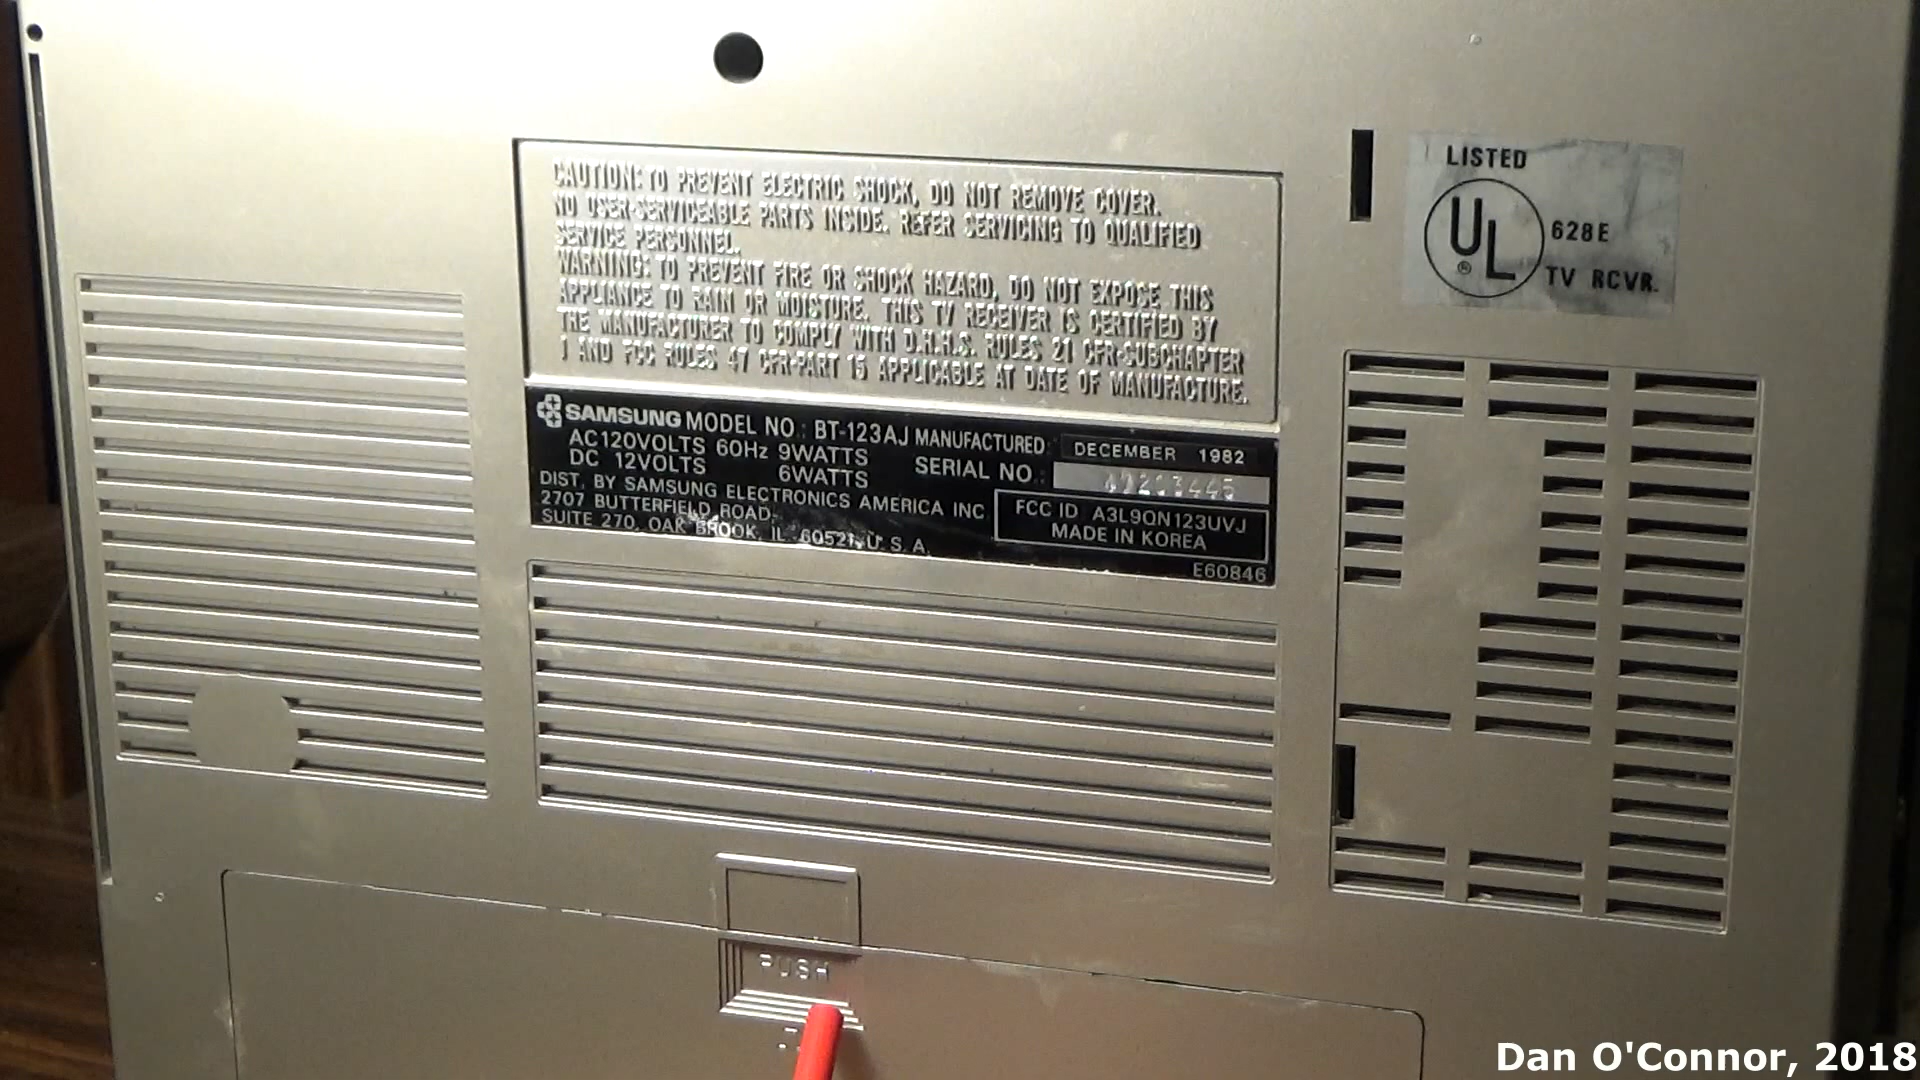 CAUTION: TO PREVENT ELECTRIC SHOCK, DO NOT REMOVE COVER.
NO USER-SERVICEABLE PARTS INSIDE. REFER SERVICING TO QUALIFIED
SERVICE PERSONNEL.
WARNING: TO PREVENT FIRE OR SHOCK HAZARD, DO NOT EXPOSE THIS
APPLIANCE TO RAIN OR MOISTURE. THIS TV RECEIVER IS CERTIFIED BY
THE MANUFACTURER TO COMPLY WITH D.H.H.S. RULES 21 CFR-SUBCHAPTER
J AND FCC RULES 47 CFR-PART 15 APPLICABLE AT DATE OF MANUFACTURE.
LISTED
UL ®
628E
TV RCVR.
SAMSUNG MODEL NO.: BT-123AJ MANUFACTURED: DECEMBER 1982
AC 120VOLTS 60Hz 9WATTS
DC 12VOLTS 6WATTS
SERIAL NO.:
DIST. BY SAMSUNG ELECTRONICS AMERICA INC
2707 BUTTERFIELD ROAD
SUITE 270, OAK BROOK, IL 60521, U.S.A.
FCC ID A3L9QN123UVJ
MADE IN KOREA
E60846
PUSH
Dan O'Connor, 2018